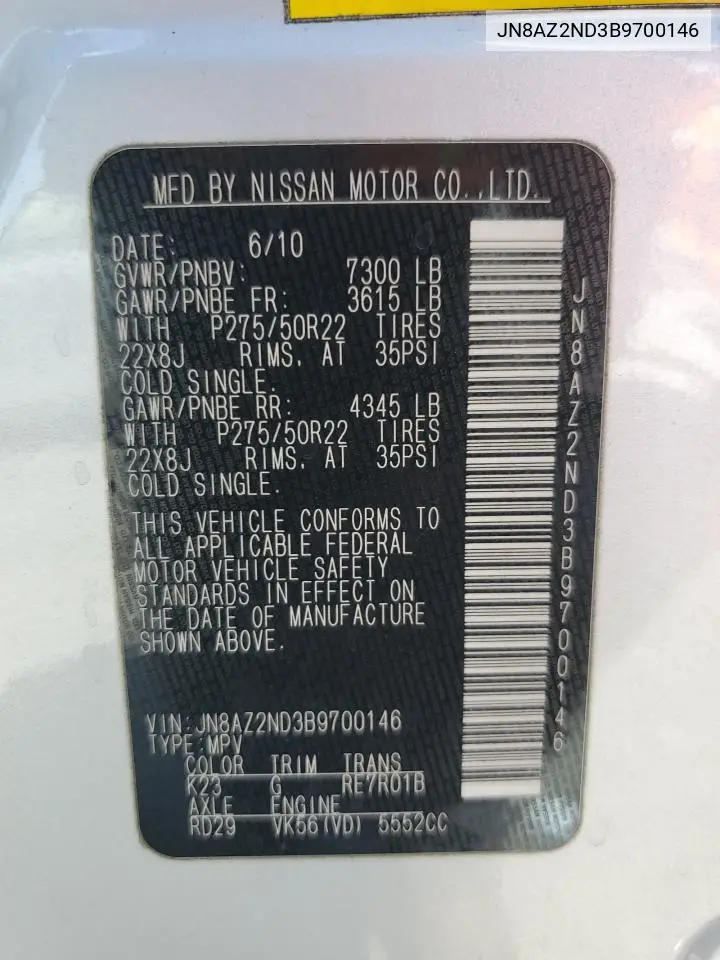 JN8AZ2ND3B9700146
MFD BY NISSAN MOTOR CO.,LTD.
DATE: 6/10
GVWR/PNBV: 7300 LB
GAWR/PNBE FR: 3615 LB
WITH P275/50R22 TIRES
22X8J RIMS, AT 35PSI
COLD SINGLE.
GAWR/PNBE RR: 4345 LB
WITH P275/50R22 TIRES
22X8J RIMS, AT 35PSI
COLD SINGLE.
THIS VEHICLE CONFORMS TO
ALL APPLICABLE FEDERAL
MOTOR VEHICLE SAFETY
STANDARDS IN EFFECT ON
THE DATE OF MANUFACTURE
SHOWN ABOVE.
VIN:JN8AZ2ND3B9700146
TYPE:MPV
COLOR TRIM TRANS
K23 G RE7R01B
AXLE ENGINE
RD29 VK56(VD) 5552CC
JN8AZ2ND3B9700146